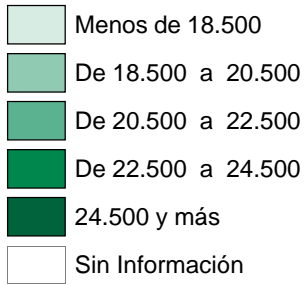 Menos de 18.500
De 18.500 a 20.500
De 20.500 a 22.500
De 22.500 a 24.500
24.500 y más
Sin Información